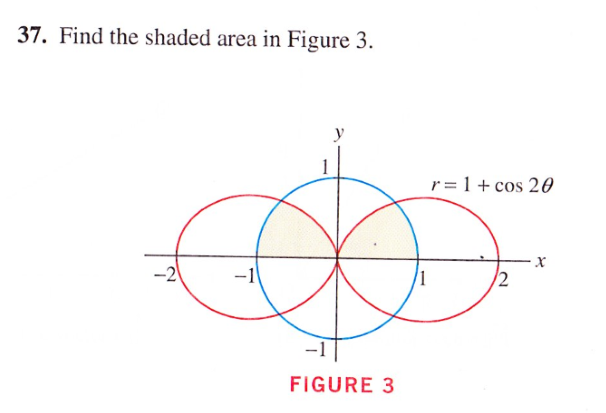 37. Find the shaded area in Figure 3.
y
1
r = 1 + cos 2θ
-2
-1
1
2
x
-1
FIGURE 3